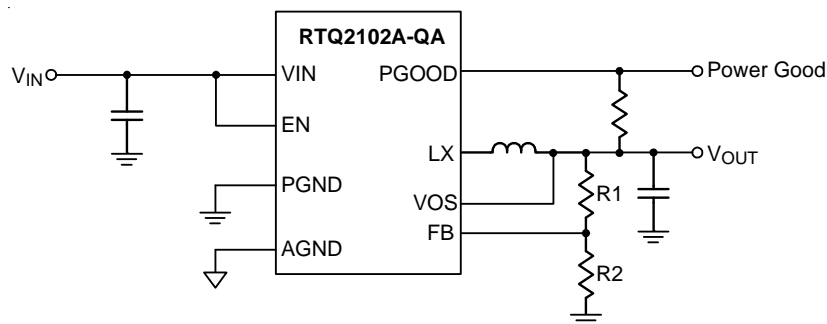 RTQ2102A-QA
VIN
VIN
PGOOD
Power Good
EN
LX
VOUT
PGND
R1
VOS
FB
AGND
R2